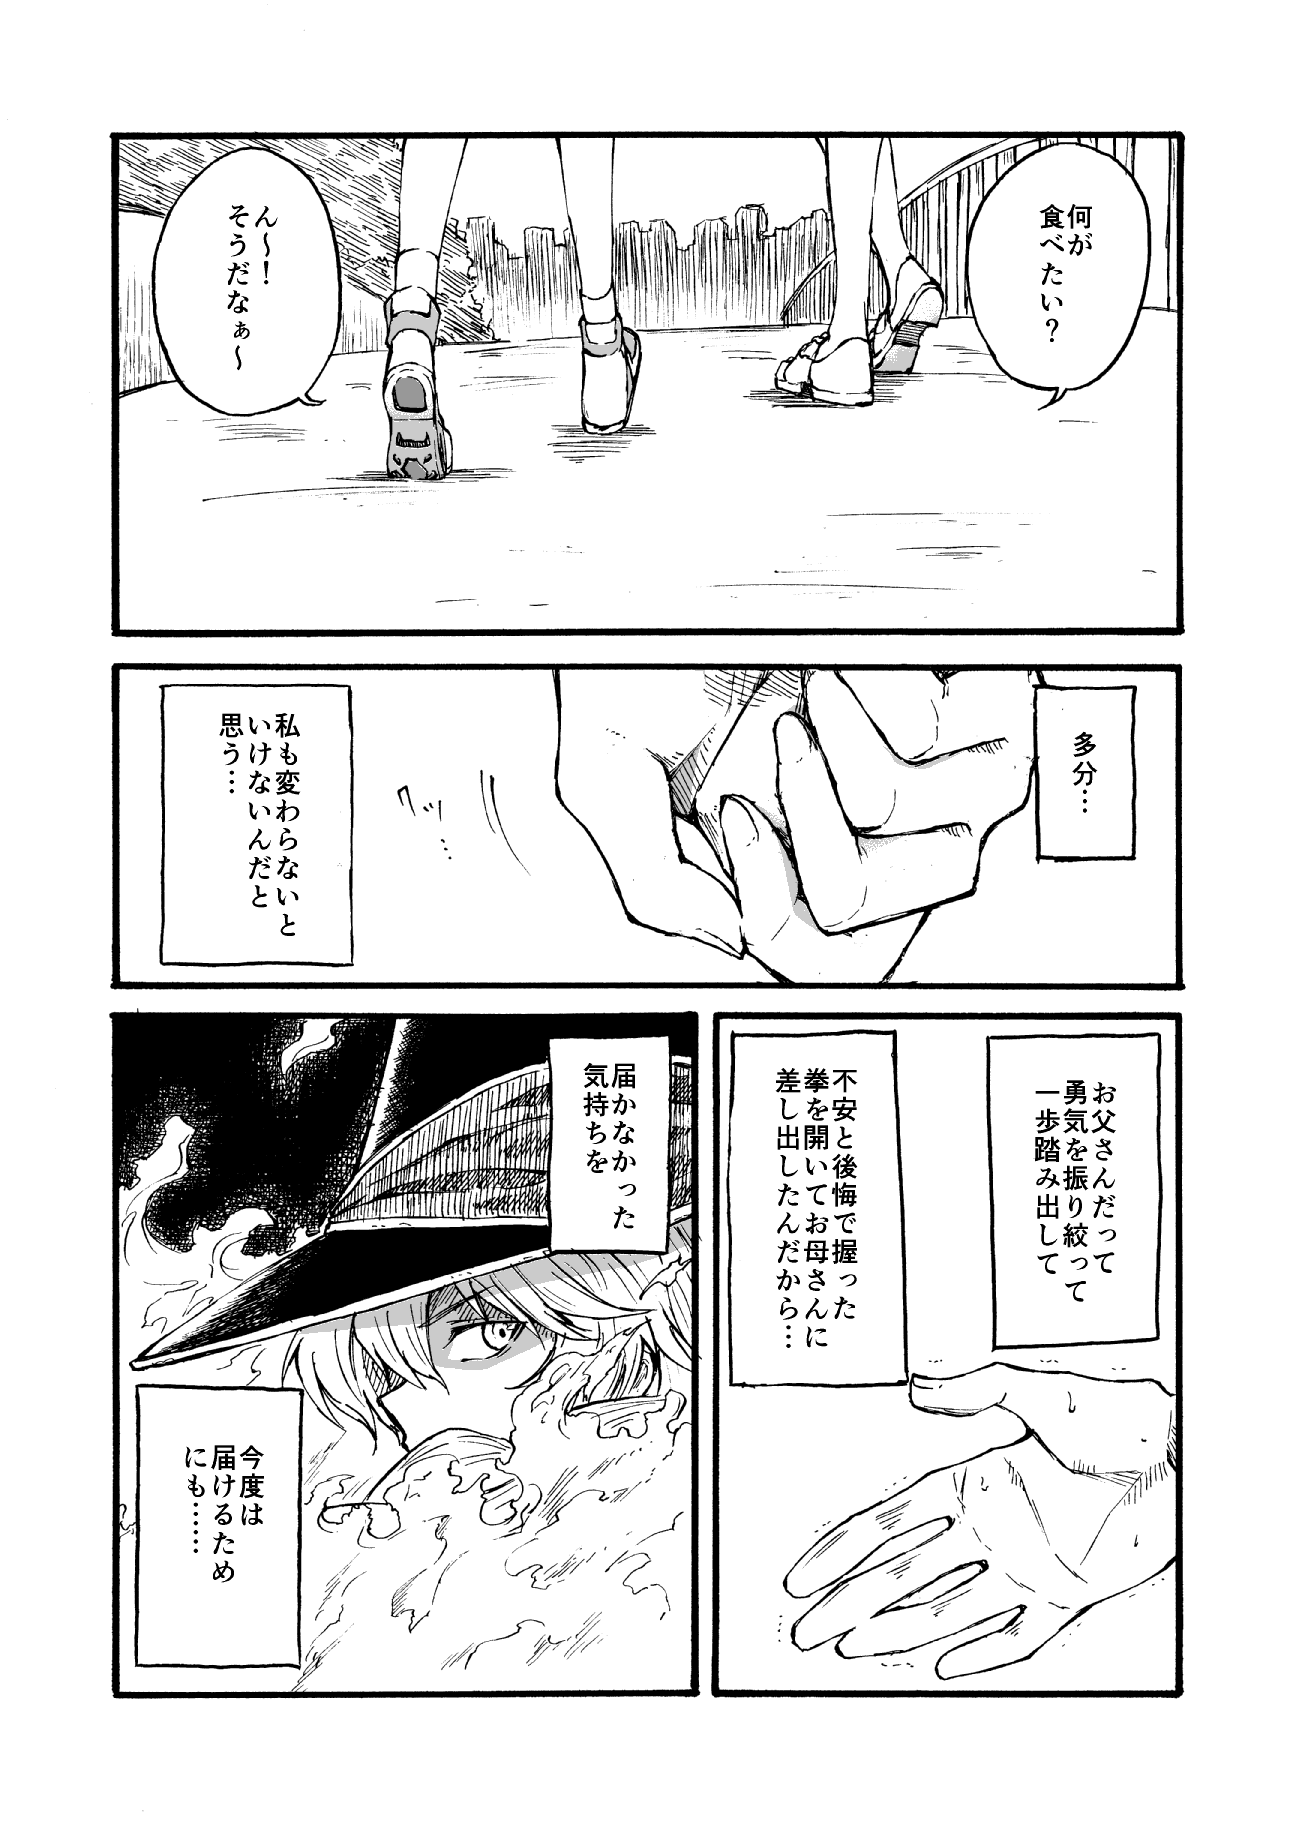 何が
食べたい？
ん～！
そうだなぁ～
多分…
クッ…
私も変わらないと
いけないんだと
思う…
お父さんだって
勇気を振り絞って
一歩踏み出して
不安と後悔で握った
拳を開いてお母さんに
差し出したんだから…
届かなかった
気持ちを
今度は
届けるため
にも……